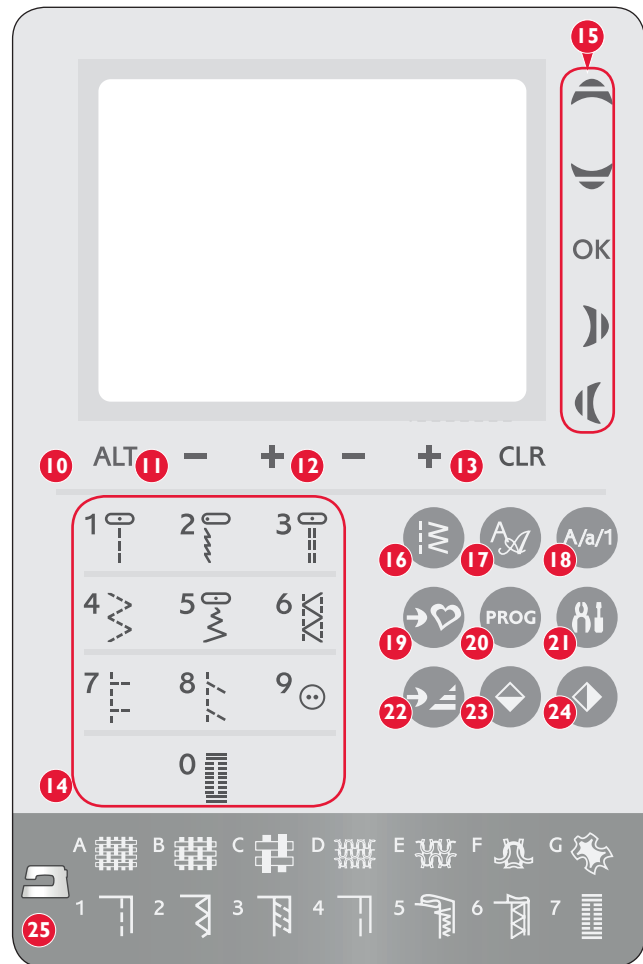 15
OK
10 ALT 11 − + 12 − + 13 CLR
1 2 3
16 17 A/a/1 18
4 5 6
19 PROG 20 21
7 8 9
22 23 24
0
14
A B C D E F G
1 2 3 4 5 6 7
25